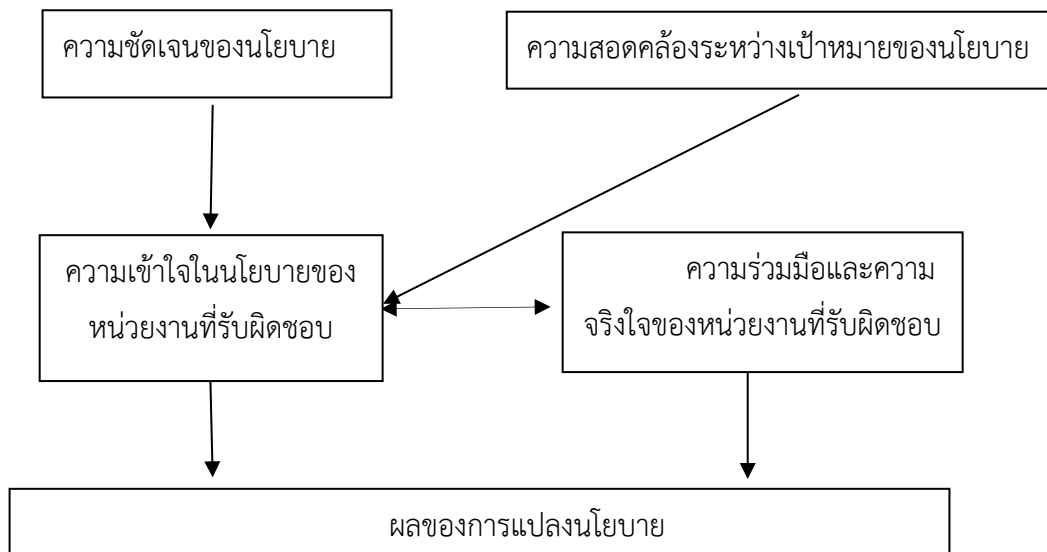 ความชัดเจนของนโยบาย
ความสอดคล้องระหว่างเป้าหมายของนโยบาย
ความเข้าใจในนโยบายของ
หน่วยงานที่รับผิดชอบ
ความร่วมมือและความ
จริงใจของหน่วยงานที่รับผิดชอบ
ผลของการแปลงนโยบาย